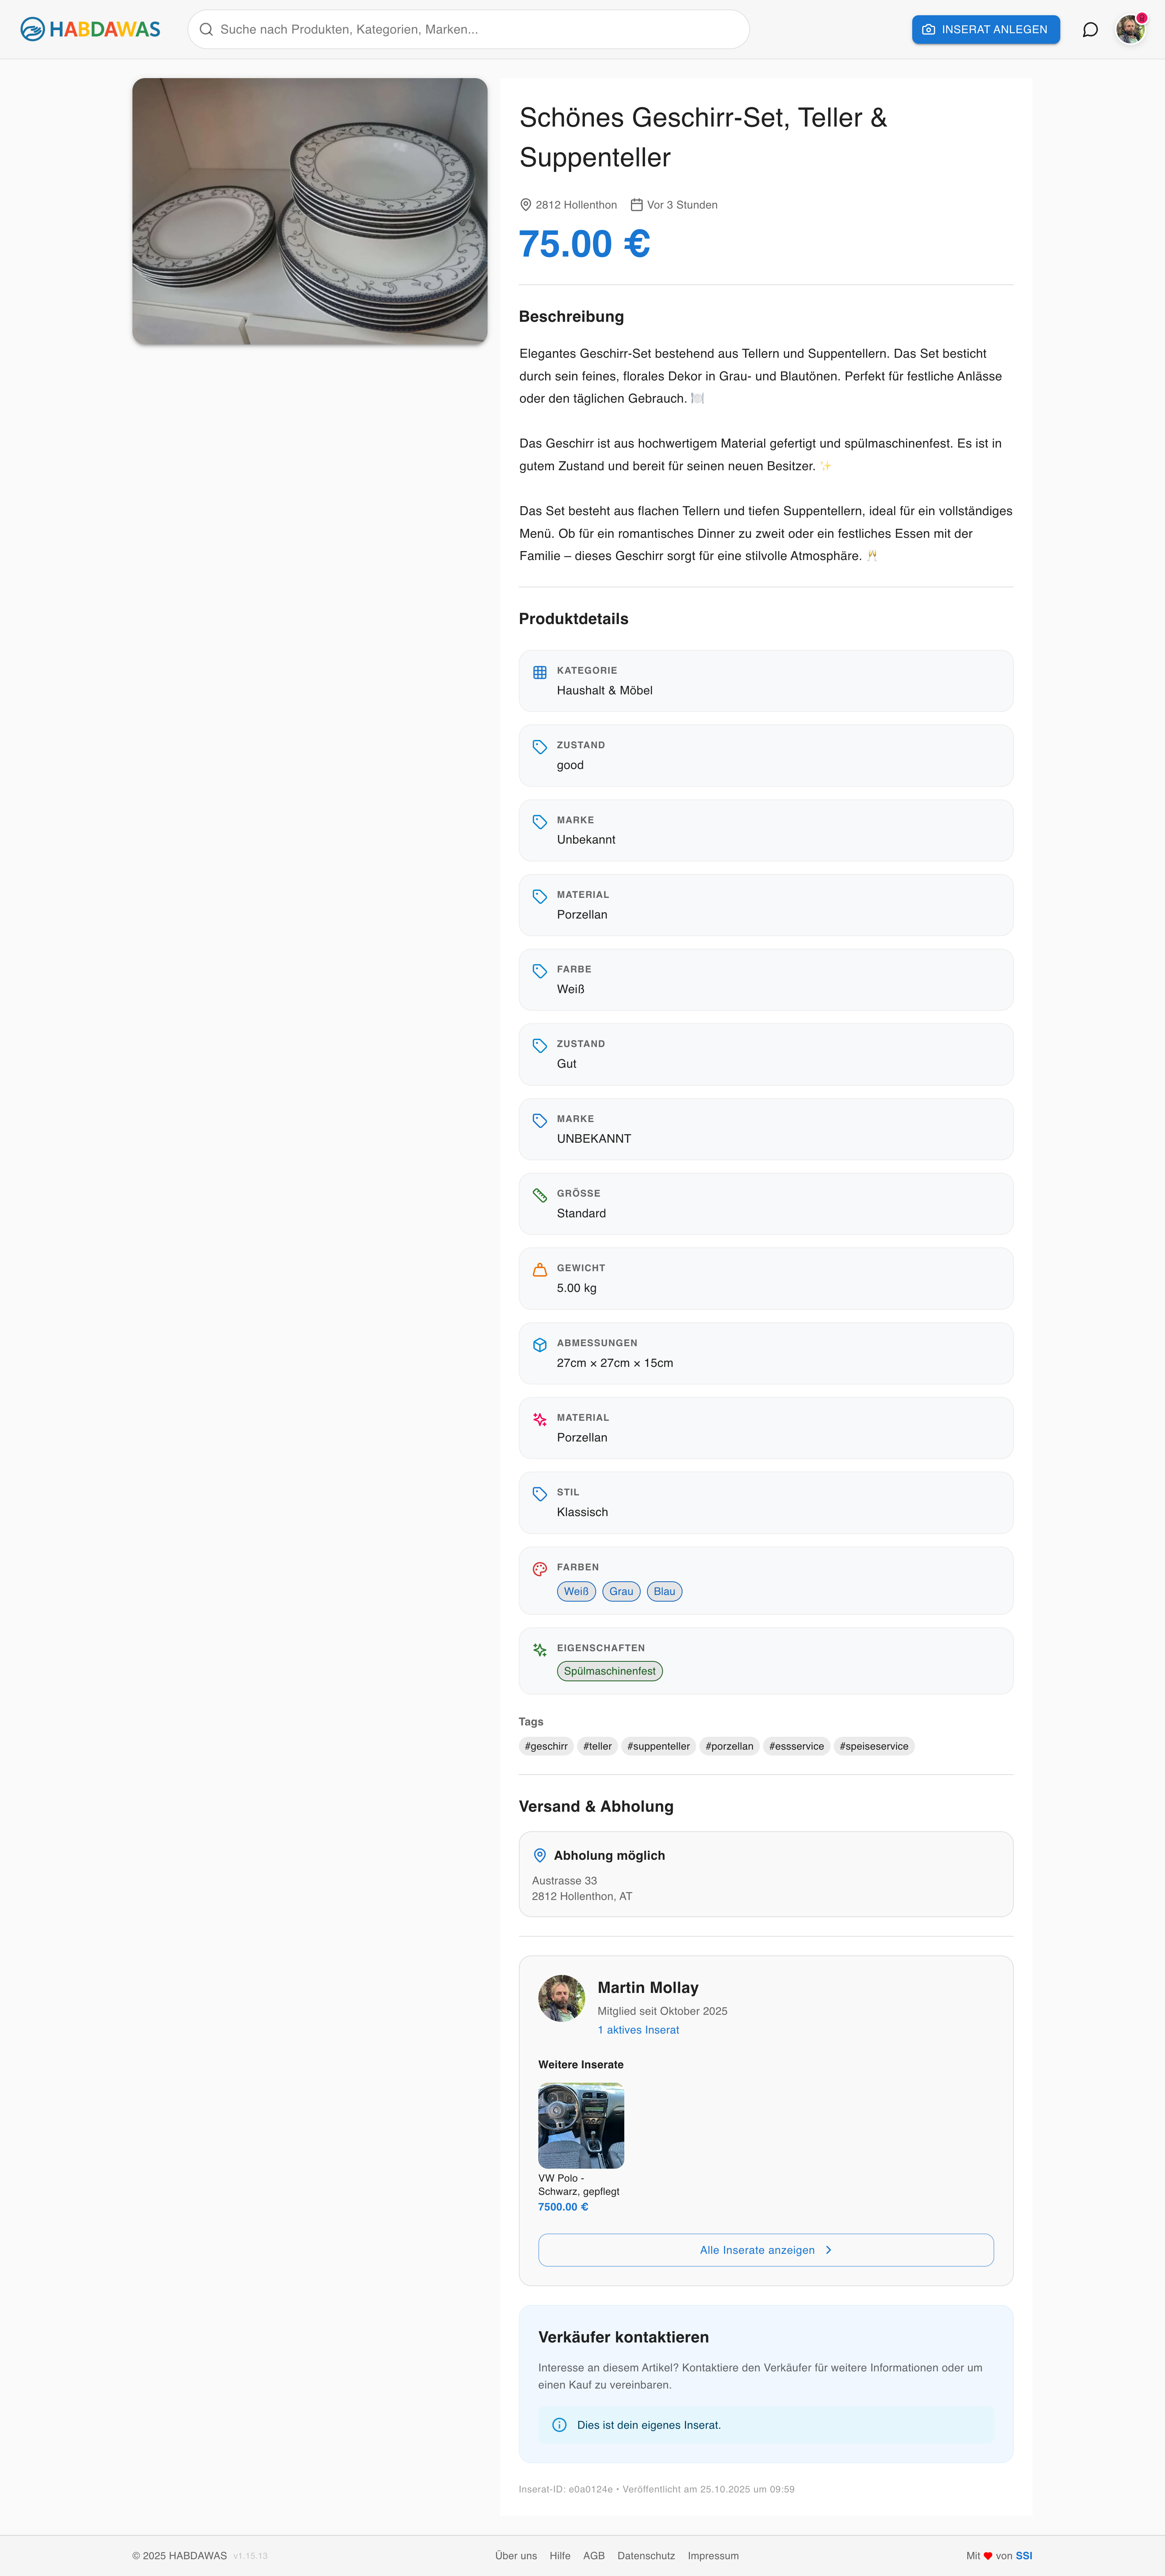 HABDAWAS
Suche nach Produkten, Kategorien, Marken...
INSERAT ANLEGEN
Schönes Geschirr-Set, Teller &
Suppenteller
2812 Hollenthon Vor 3 Stunden
75.00 €
Beschreibung
Elegantes Geschirr-Set bestehend aus Tellern und Suppentellern. Das Set besticht
durch sein feines, florales Dekor in Grau- und Blautönen. Perfekt für festliche Anlässe
oder den täglichen Gebrauch. 🍽️
Das Geschirr ist aus hochwertigem Material gefertigt und spülmaschinenfest. Es ist in
gutem Zustand und bereit für seinen neuen Besitzer. ✨
Das Set besteht aus flachen Tellern und tiefen Suppentellern, ideal für ein vollständiges
Menü. Ob für ein romantisches Dinner zu zweit oder ein festliches Essen mit der
Familie – dieses Geschirr sorgt für eine stilvolle Atmosphäre. 🥂
Produktdetails
KATEGORIE
Haushalt & Möbel
ZUSTAND
good
MARKE
Unbekannt
MATERIAL
Porzellan
FARBE
Weiß
ZUSTAND
Gut
MARKE
UNBEKANNT
GRÖSSE
Standard
GEWICHT
5.00 kg
ABMESSUNGEN
27cm × 27cm × 15cm
MATERIAL
Porzellan
STIL
Klassisch
FARBEN
Weiß Grau Blau
EIGENSCHAFTEN
Spülmaschinenfest
Tags
#geschirr #teller #suppenteller #porzellan #essservice #speiseservice
Versand & Abholung
Abholung möglich
Austrasse 33
2812 Hollenthon, AT
Martin Mollay
Mitglied seit Oktober 2025
1 aktives Inserat
Weitere Inserate
VW Polo -
Schwarz, gepflegt
7500.00 €
Alle Inserate anzeigen
Verkäufer kontaktieren
Interesse an diesem Artikel? Kontaktiere den Verkäufer für weitere Informationen oder um
einen Kauf zu vereinbaren.
Dies ist dein eigenes Inserat.
Inserat-ID: e0a0124e • Veröffentlicht am 25.10.2025 um 09:59
© 2025 HABDAWAS v1.15.13 Über uns Hilfe AGB Datenschutz Impressum Mit ❤ von SSI